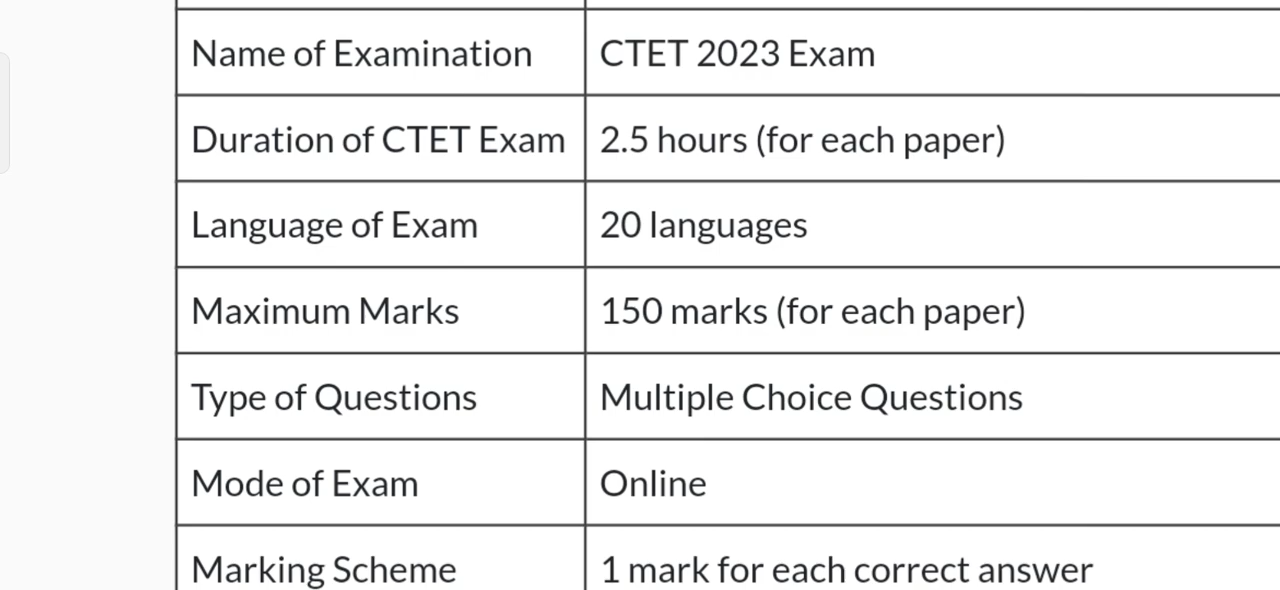 Name of Examination CTET 2023 Exam
Duration of CTET Exam 2.5 hours (for each paper)
Language of Exam 20 languages
Maximum Marks 150 marks (for each paper)
Type of Questions Multiple Choice Questions
Mode of Exam Online
Marking Scheme 1 mark for each correct answer